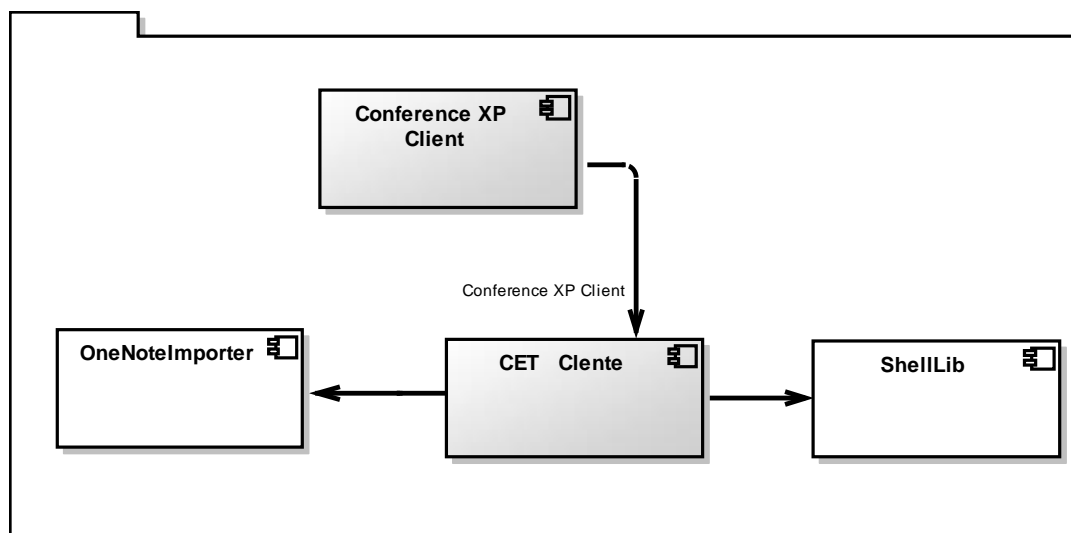 Conference XP
Client
Conference XP Client
OneNoteImporter
CET Clente
ShellLib